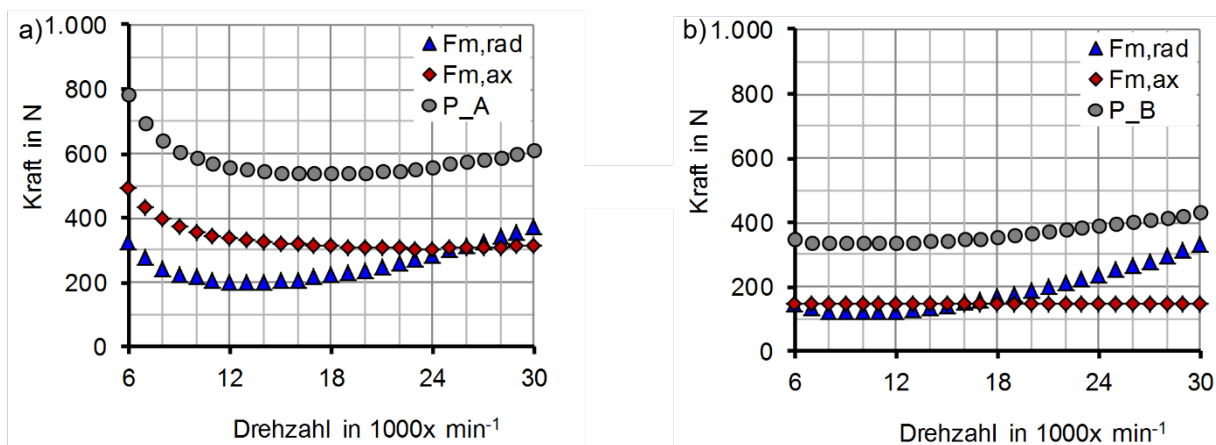 a)
1.000
800
600
400
200
0
Kraft in N
Fm,rad
Fm,ax
P_A
6 12 18 24 30
Drehzahl in 1000x min⁻¹
b)
1.000
800
600
400
200
0
Kraft in N
Fm,rad
Fm,ax
P_B
6 12 18 24 30
Drehzahl in 1000x min⁻¹